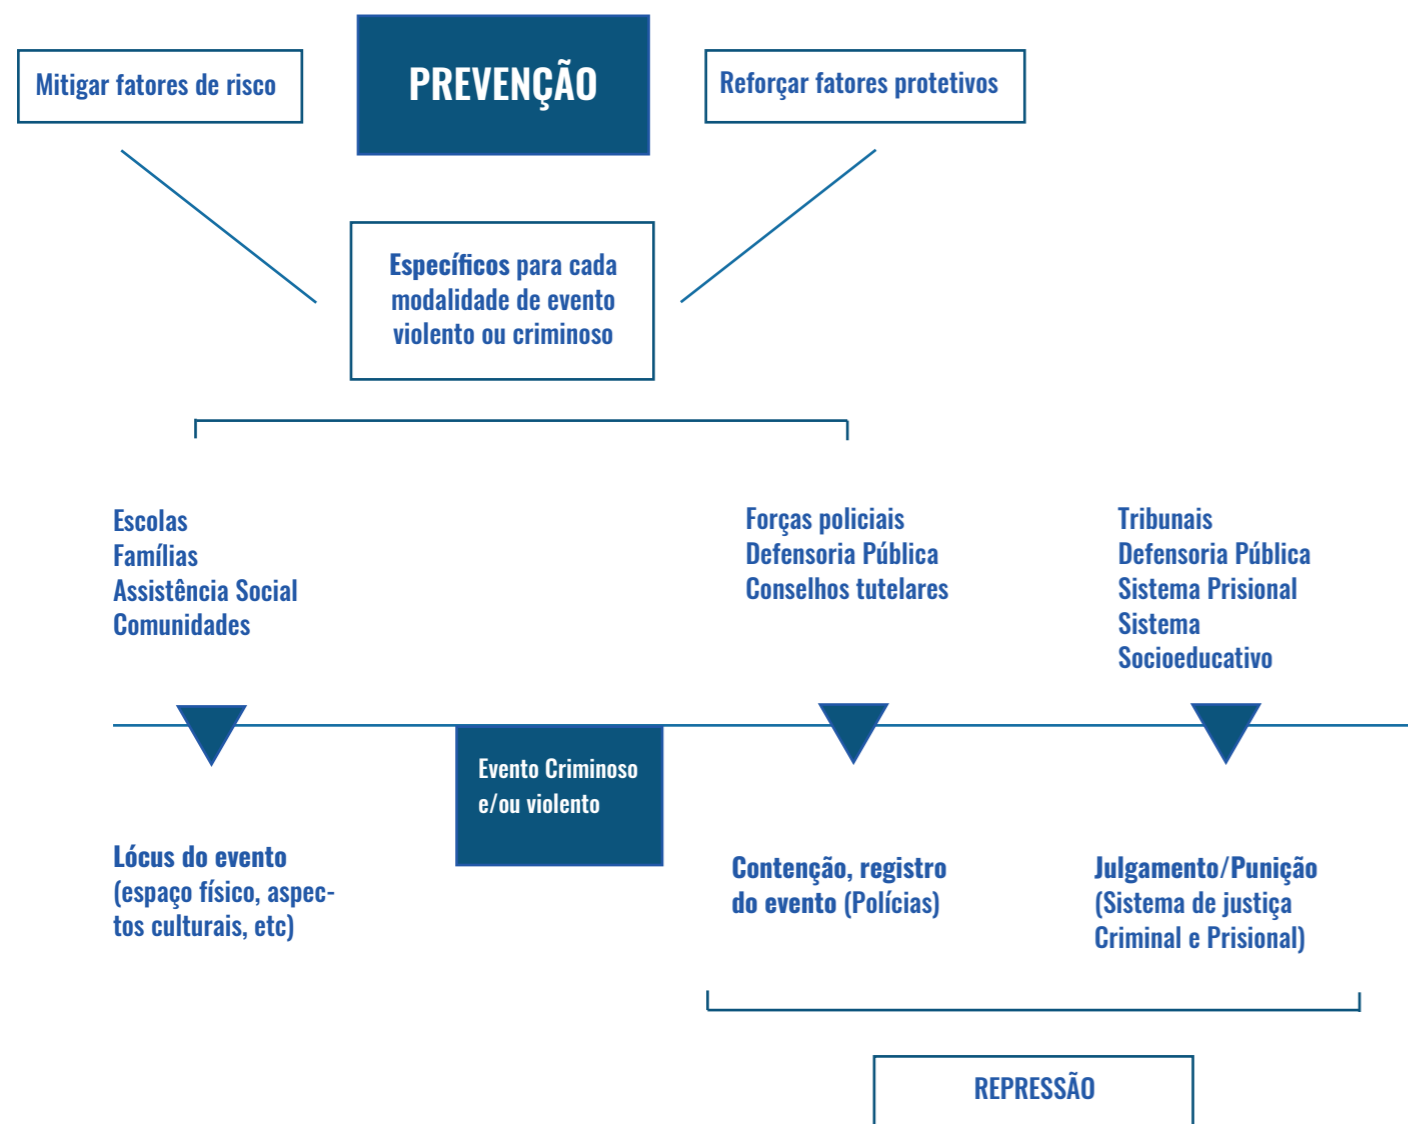 Mitigar fatores de risco
PREVENÇÃO
Reforçar fatores protetivos
Específicos para cada
modalidade de evento
violento ou criminoso
Escolas
Famílias
Assistência Social
Comunidades
Forças policiais
Defensoria Pública
Conselhos tutelares
Tribunais
Defensoria Pública
Sistema Prisional
Sistema
Socioeducativo
Evento Criminoso
e/ou violento
Lócus do evento
(espaço físico, aspec-
tos culturais, etc)
Contenção, registro
do evento (Polícias)
Julgamento/Punição
(Sistema de justiça
Criminal e Prisional)
REPRESSÃO